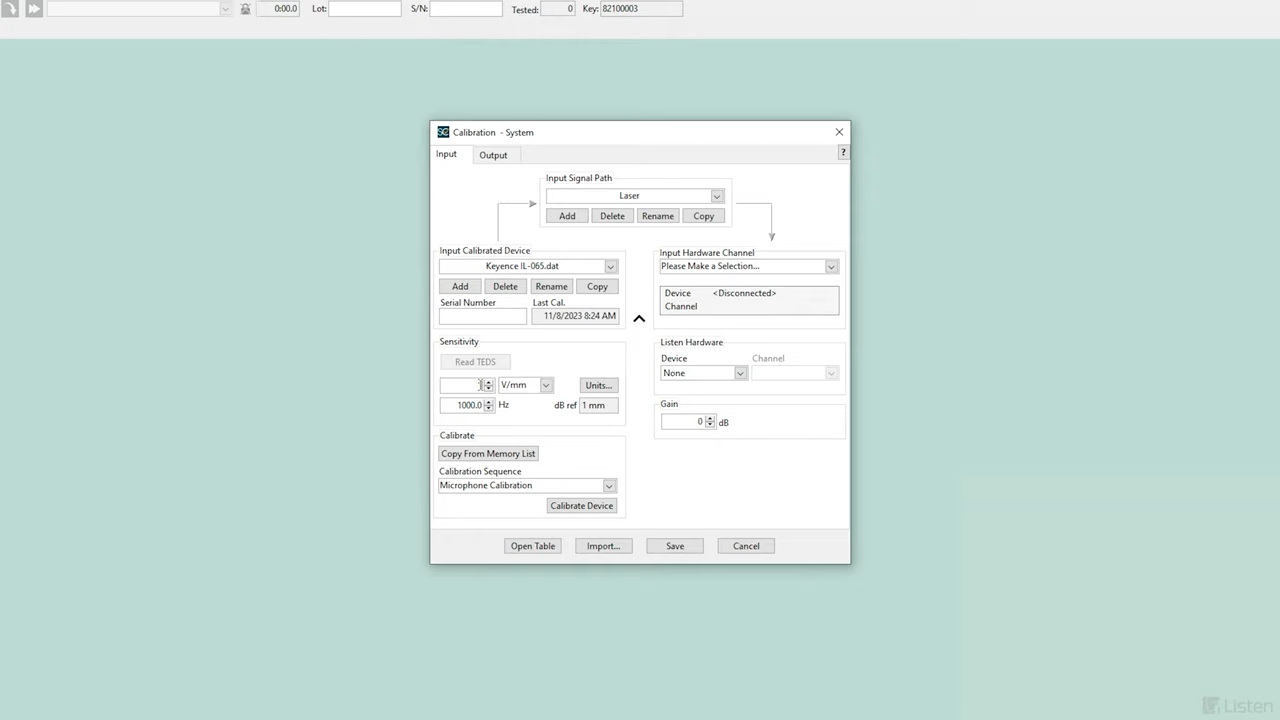 0:00.0 Lot: S/N: Tested: 0 Key: 82100003
SC Calibration - System
Input Output
?
Input Signal Path
Laser
Add Delete Rename Copy
Input Calibrated Device
Keyence IL-065.dat
Add Delete Rename Copy
Serial Number Last Cal.
11/8/2023 8:24 AM
Input Hardware Channel
Please Make a Selection...
Device <Disconnected>
Channel
Sensitivity
Read TEDS
V/mm Units...
1000.0 Hz dB ref 1 mm
Listen Hardware
Device Channel
None
Gain
0 dB
Calibrate
Copy From Memory List
Calibration Sequence
Microphone Calibration
Calibrate Device
Open Table Import... Save Cancel
Listen